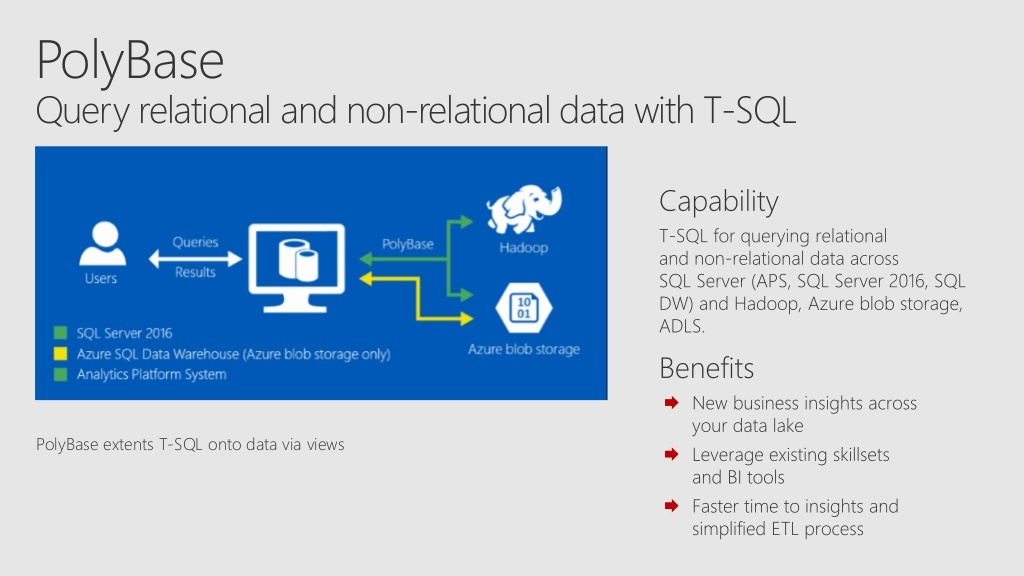 PolyBase
Query relational and non-relational data with T-SQL
Users
Queries
Results
PolyBase
Hadoop
10
01
Azure blob storage
SQL Server 2016
Azure SQL Data Warehouse (Azure blob storage only)
Analytics Platform System
PolyBase extents T-SQL onto data via views
Capability
T-SQL for querying relational
and non-relational data across
SQL Server (APS, SQL Server 2016, SQL
DW) and Hadoop, Azure blob storage,
ADLS.
Benefits
New business insights across
your data lake
Leverage existing skillsets
and BI tools
Faster time to insights and
simplified ETL process